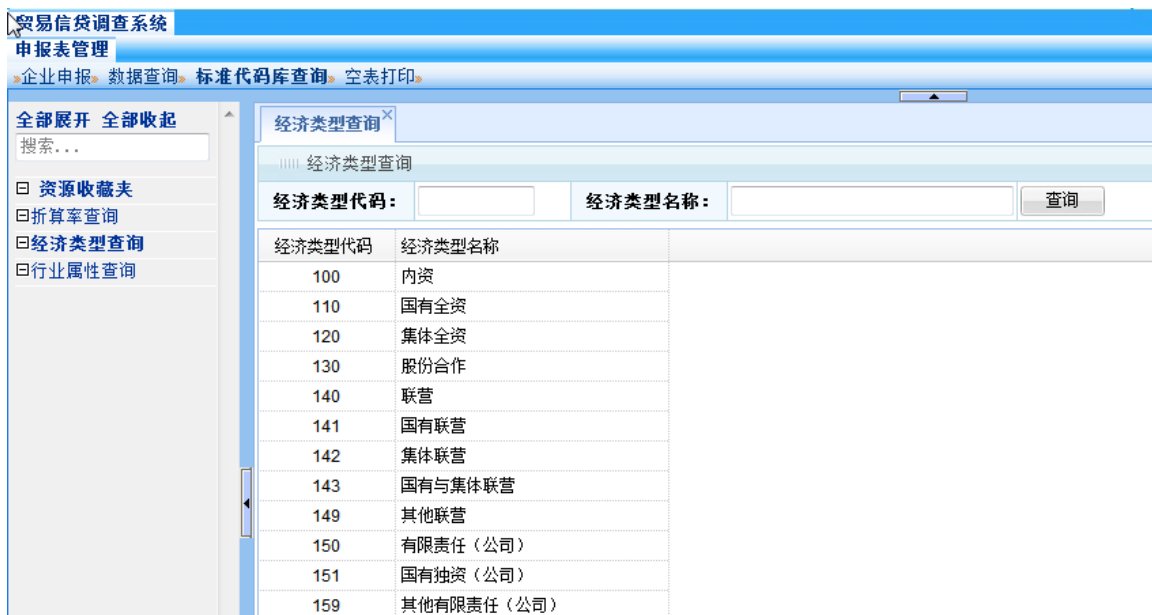 贸易信贷调查系统
申报表管理
企业申报 数据查询 标准代码库查询 空表打印
全部展开 全部收起
搜索...
资源收藏夹
折算率查询
经济类型查询
行业属性查询
经济类型查询
经济类型查询
经济类型代码： 经济类型名称： 查询
经济类型代码 经济类型名称
100 内资
110 国有全资
120 集体全资
130 股份合作
140 联营
141 国有联营
142 集体联营
143 国有与集体联营
149 其他联营
150 有限责任（公司）
151 国有独资（公司）
159 其他有限责任（公司）